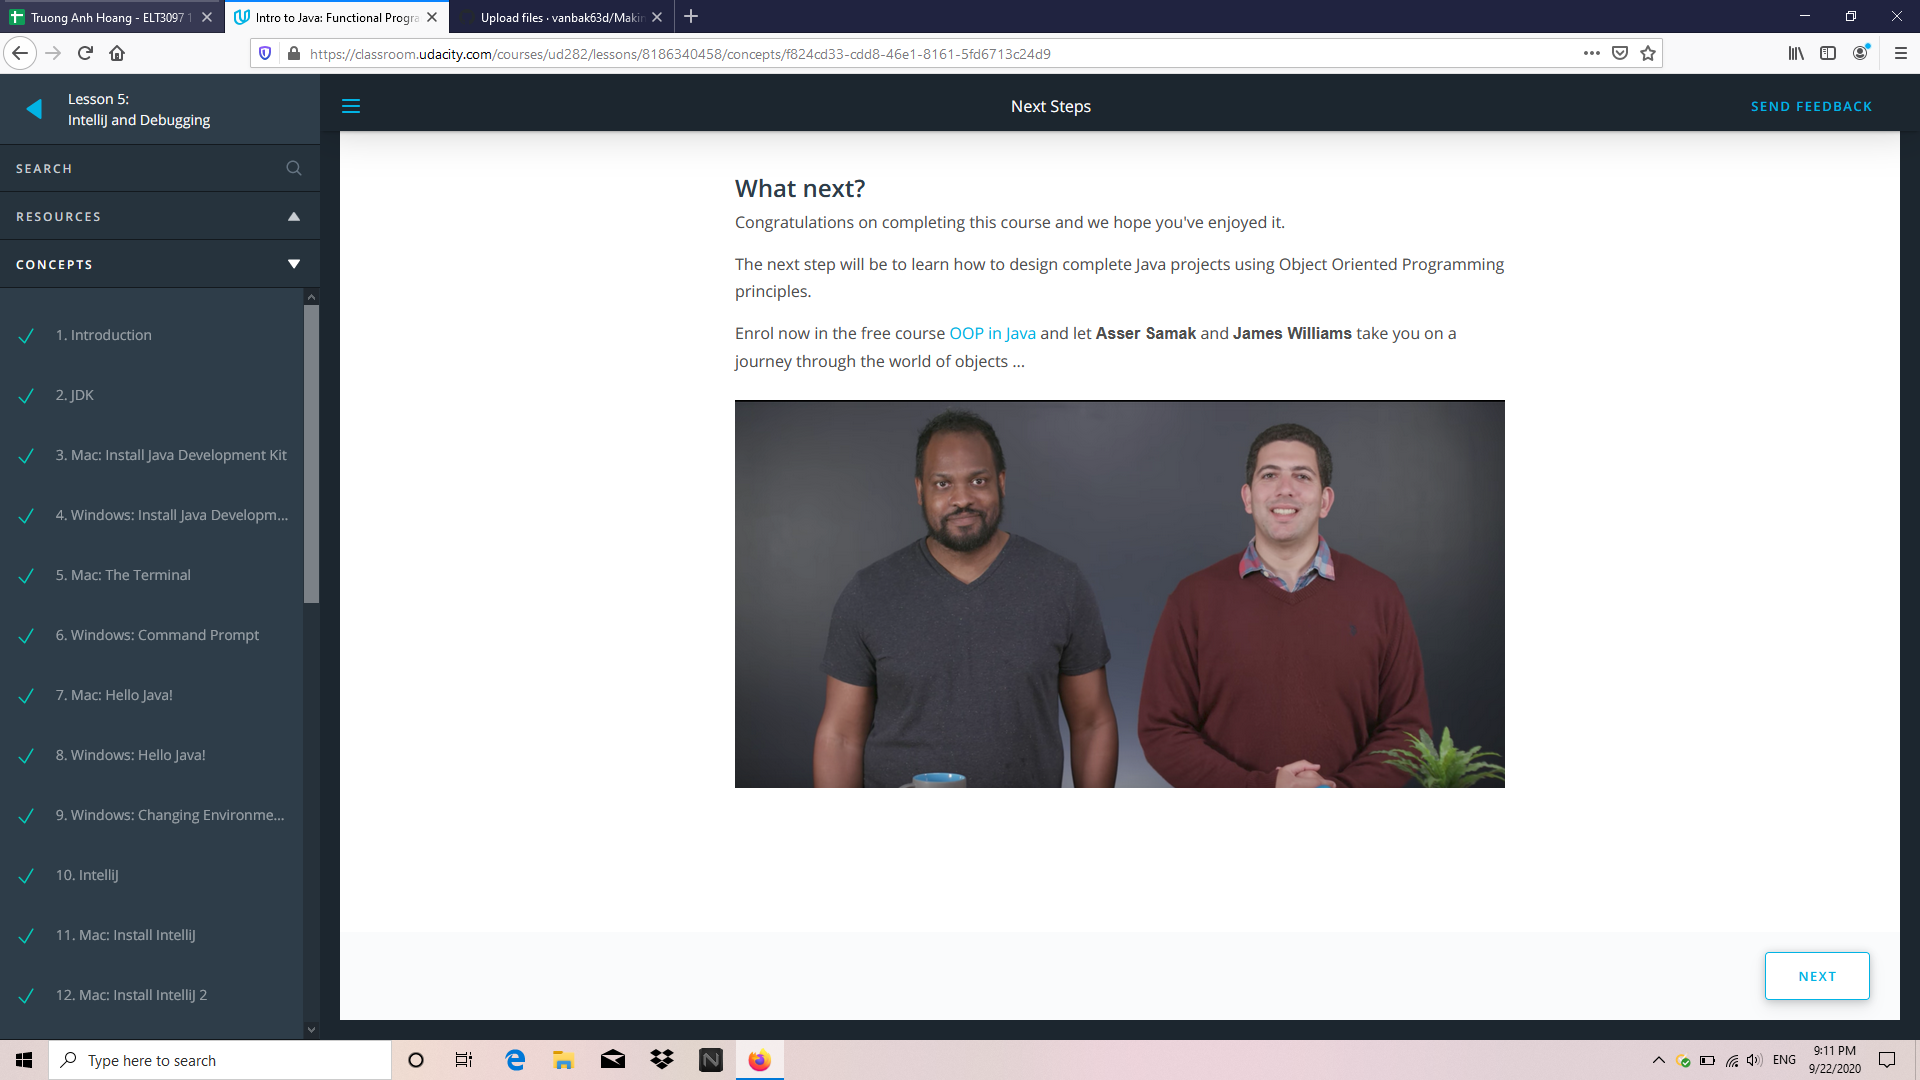 Truong Anh Hoang - ELT3097 1
Intro to Java: Functional Progra
Upload files · vanbak63d/Makin
https://classroom.udacity.com/courses/ud282/lessons/8186340458/concepts/f824cd33-cdd8-46e1-8161-5fd6713c24d9
Lesson 5:
IntelliJ and Debugging
Next Steps
SEND FEEDBACK
SEARCH
RESOURCES
CONCEPTS
1. Introduction
2. JDK
3. Mac: Install Java Development Kit
4. Windows: Install Java Developm...
5. Mac: The Terminal
6. Windows: Command Prompt
7. Mac: Hello Java!
8. Windows: Hello Java!
9. Windows: Changing Environme...
10. IntelliJ
11. Mac: Install IntelliJ
12. Mac: Install IntelliJ 2
What next?
Congratulations on completing this course and we hope you've enjoyed it.
The next step will be to learn how to design complete Java projects using Object Oriented Programming
principles.
Enrol now in the free course OOP in Java and let Asser Samak and James Williams take you on a
journey through the world of objects ...
NEXT
Type here to search
ENG
9:11 PM
9/22/2020